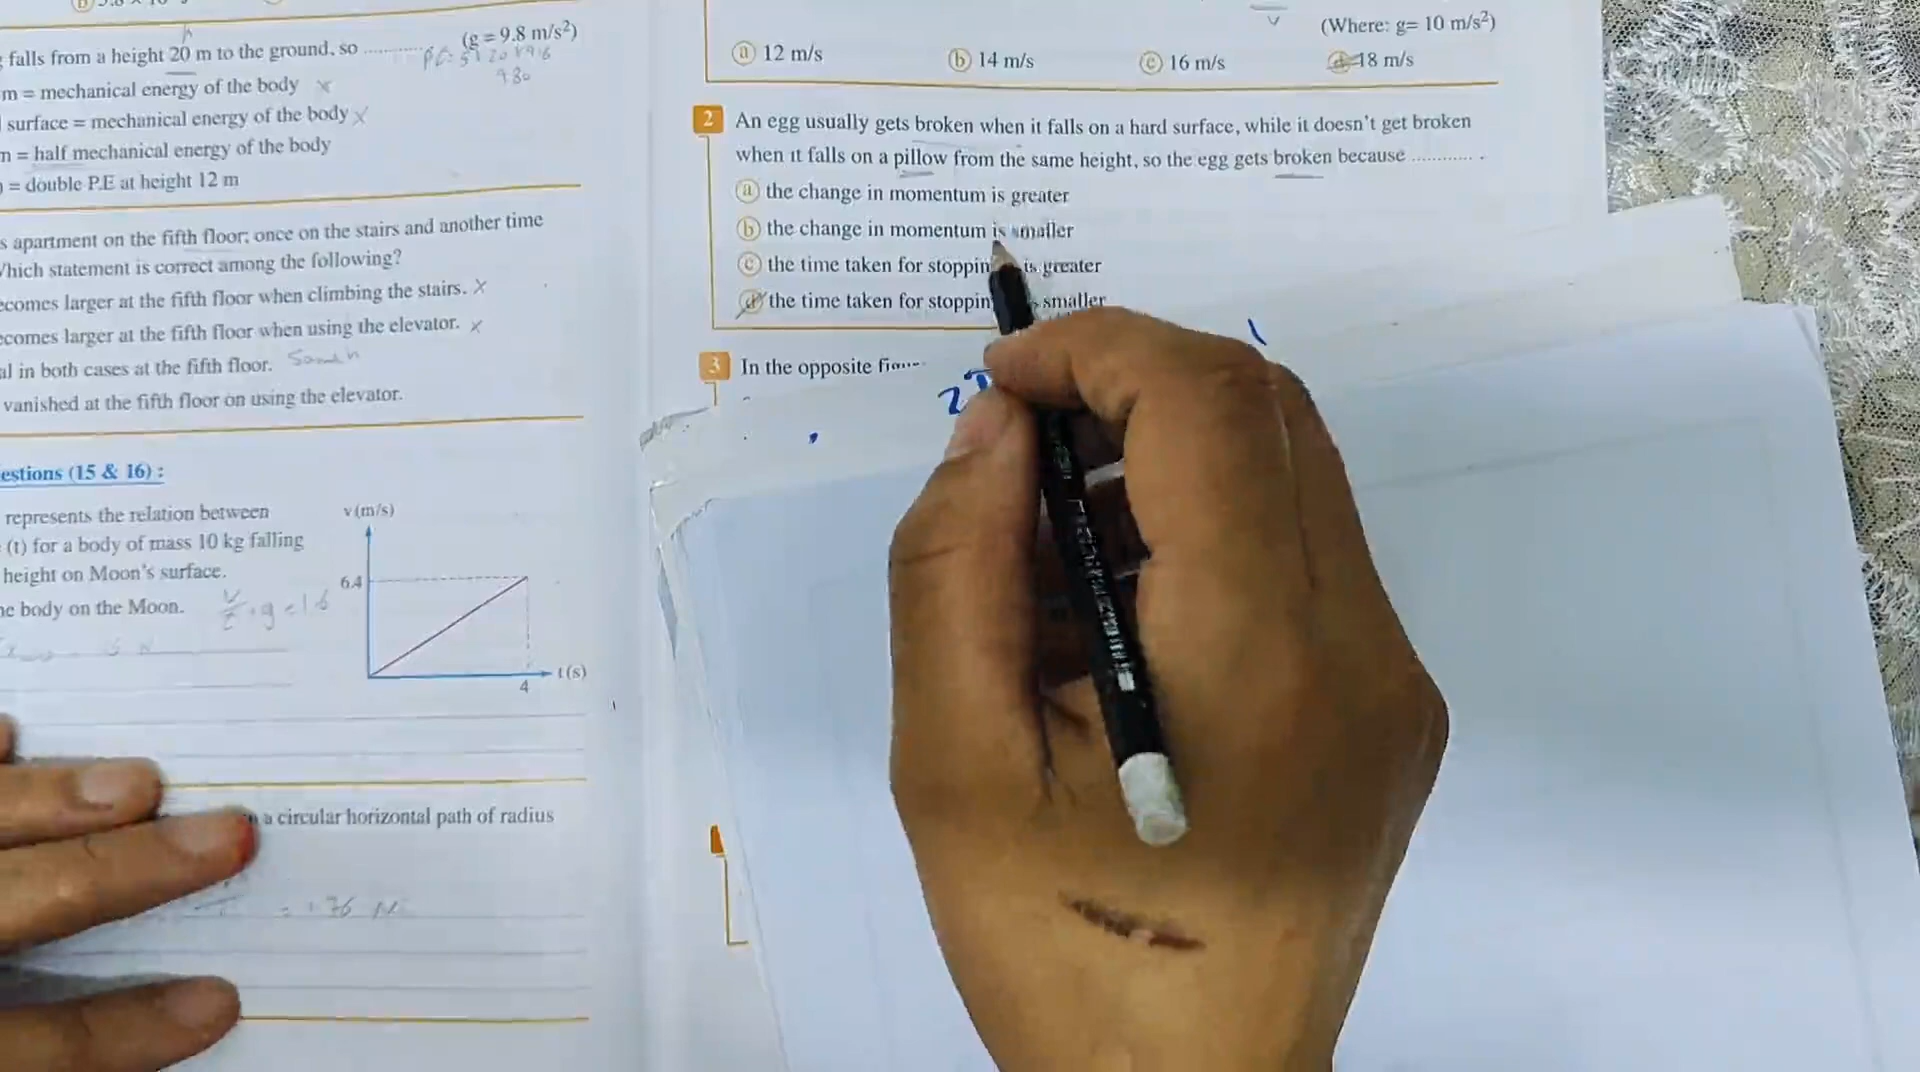 falls from a height 20 m to the ground, so ............ (g = 9.8 m/s²)
980
m = mechanical energy of the body x
surface = mechanical energy of the body x
= half mechanical energy of the body
= double P.E at height 12 m
s apartment on the fifth floor; once on the stairs and another time
Which statement is correct among the following?
ecomes larger at the fifth floor when climbing the stairs. x
ecomes larger at the fifth floor when using the elevator. x
al in both cases at the fifth floor.
vanished at the fifth floor on using the elevator.
estions (15 & 16) :
represents the relation between
(t) for a body of mass 10 kg falling
height on Moon's surface.
he body on the Moon.
v (m/s)
6.4
4
t (s)
a circular horizontal path of radius
(Where: g= 10 m/s²)
a 12 m/s b 14 m/s c 16 m/s d 18 m/s
2 An egg usually gets broken when it falls on a hard surface, while it doesn't get broken
when it falls on a pillow from the same height, so the egg gets broken because ............ .
a the change in momentum is greater
b the change in momentum is smaller
c the time taken for stoppin is greater
d the time taken for stoppin smaller
3 In the opposite
2